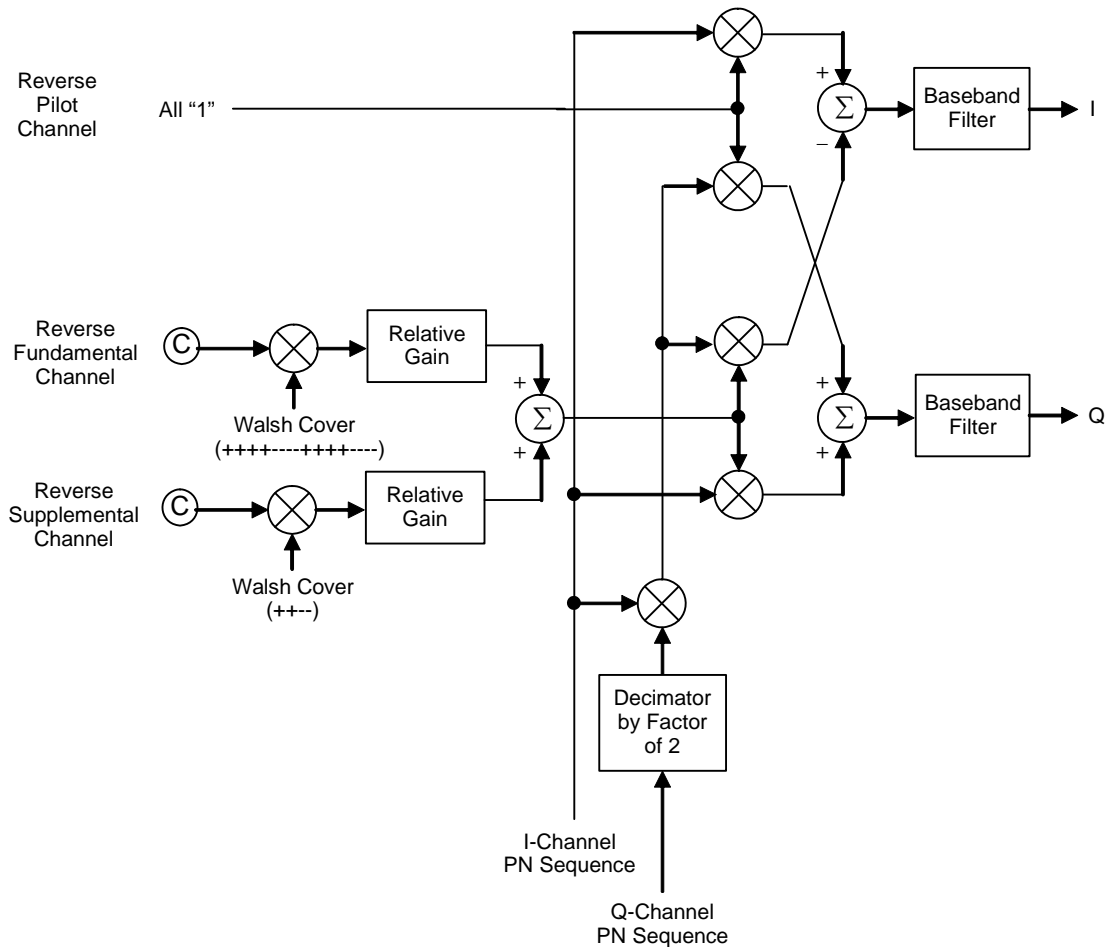 Reverse
Pilot
Channel
All “1”
+
Σ
−
Baseband
Filter
I
Reverse
Fundamental
Channel
C
Relative
Gain
Walsh Cover
(++++----++++----)
+
Σ
+
+
Σ
+
Baseband
Filter
Q
Reverse
Supplemental
Channel
C
Relative
Gain
Walsh Cover
(++--)
Decimator
by Factor
of 2
I-Channel
PN Sequence
Q-Channel
PN Sequence